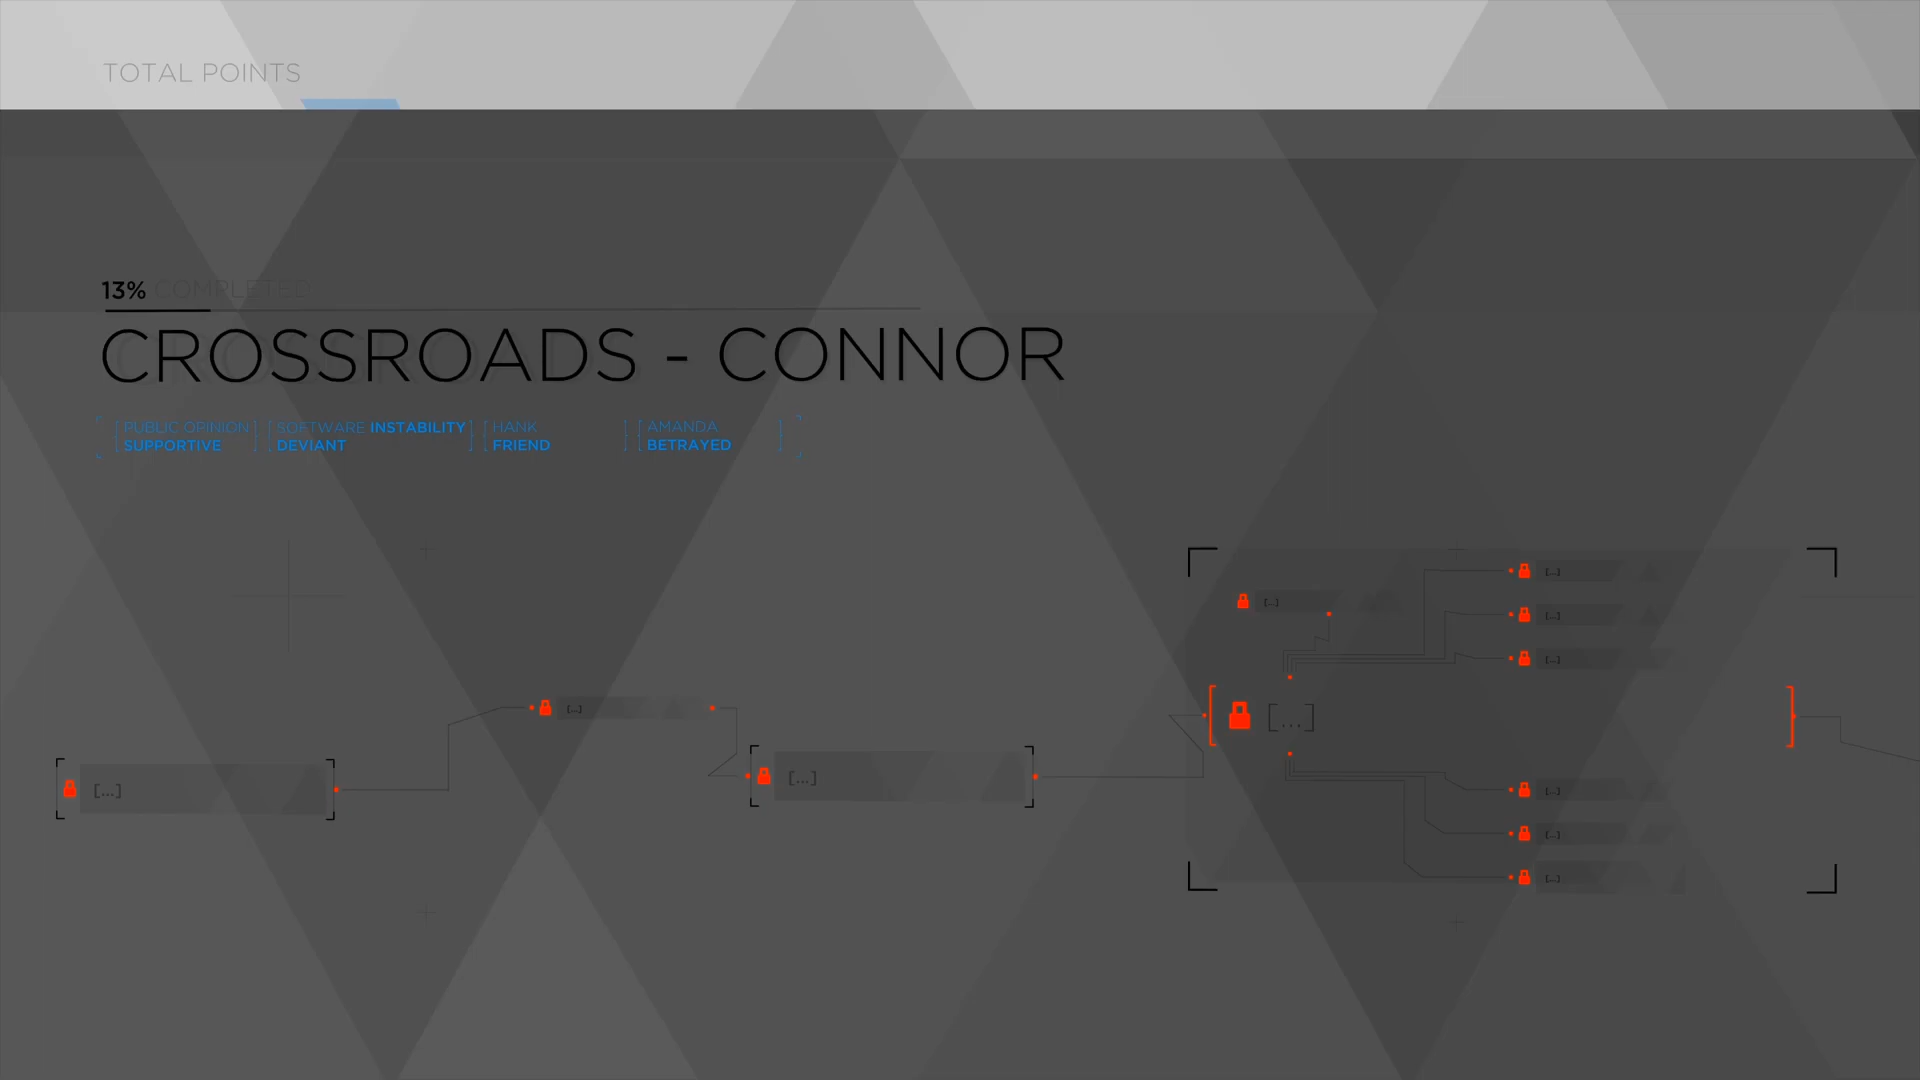 TOTAL POINTS
13% COMPLETED
CROSSROADS - CONNOR
PUBLIC OPINION
SUPPORTIVE
SOFTWARE INSTABILITY
DEVIANT
HANK
FRIEND
AMANDA
BETRAYED
[...]
[...]
[...]
[...]
[...]
[...]
[...]
[...]
[...]
[...]
[...]